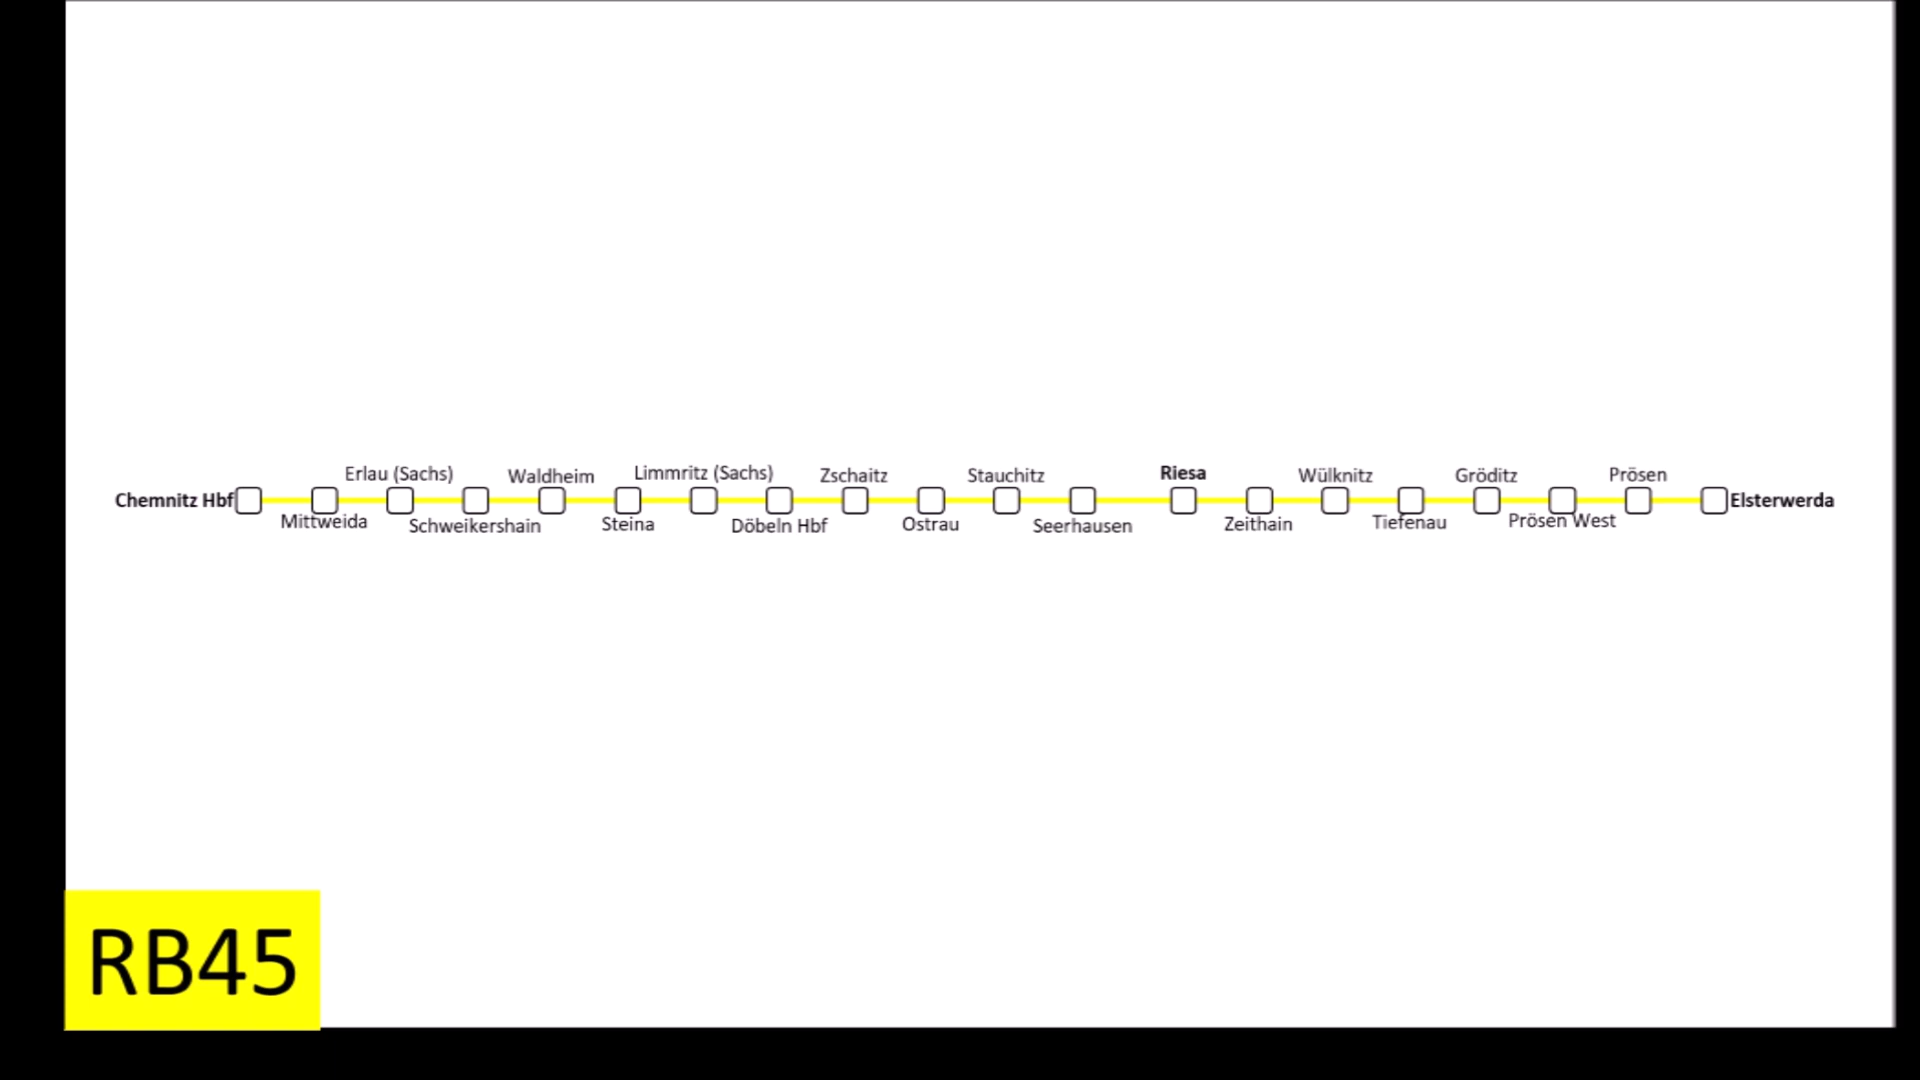 Chemnitz Hbf
Mittweida
Erlau (Sachs)
Schweikershain
Waldheim
Steina
Limmritz (Sachs)
Döbeln Hbf
Zschaitz
Ostrau
Stauchitz
Seerhausen
Riesa
Zeithain
Wülknitz
Tiefenau
Gröditz
Prösen West
Prösen
Elsterwerda
RB45